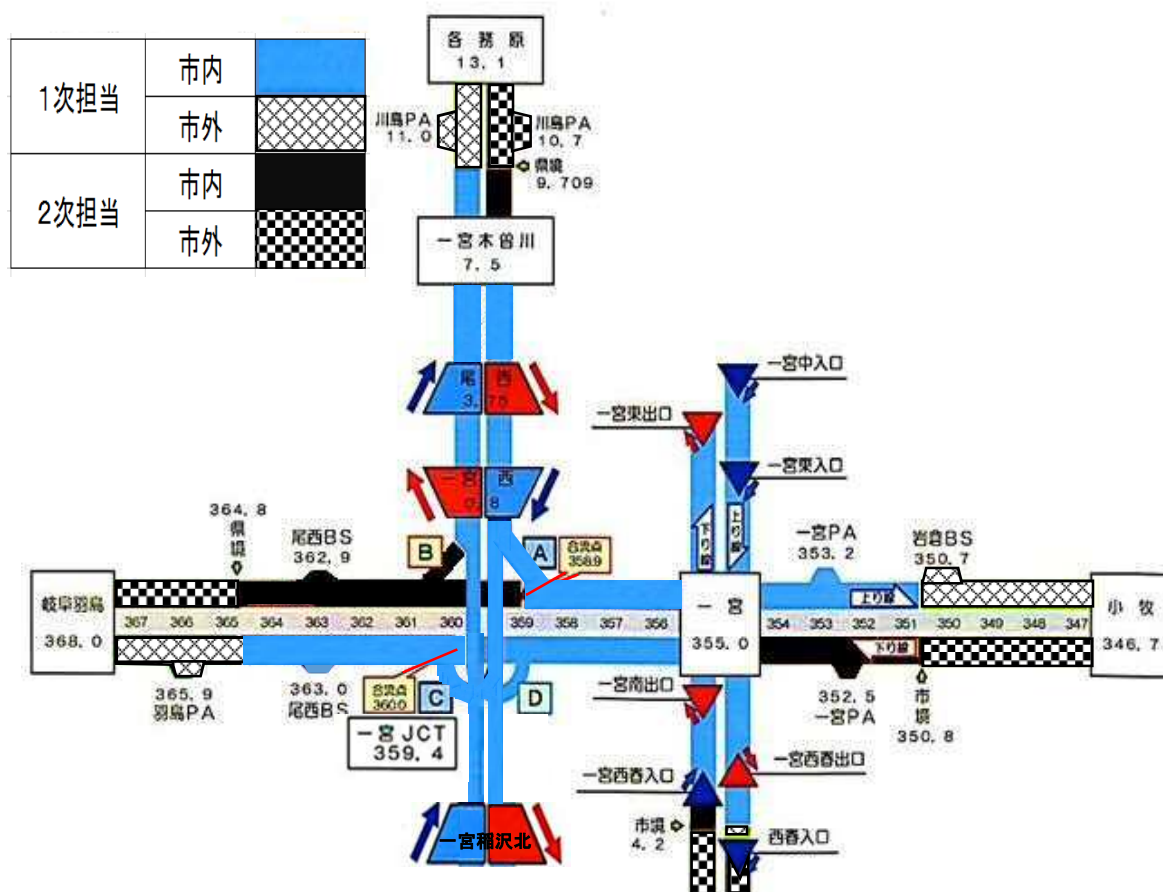 1次担当
市内
市外
2次担当
市内
市外
各務原
13.1
川島PA
11.0
川島PA
10.7
県境
9.709
一宮木曽川
7.5
尾 西
3.75
一宮 西
0.8
一宮中入口
一宮東出口
一宮東入口
下り線
上り線
364.8
県境
尾西BS
362.9
B
A
合流点
358.9
一宮PA
353.2
岩倉BS
350.7
岐阜羽島
368.0
上り線
367 366 365 364 363 362 361 360 359 358 357 356
一宮
355.0
354 353 352 351 350 349 348 347
小牧
346.7
下り線
365.9
羽島PA
363.0
尾西BS
合流点
360.0
C
D
一宮JCT
359.4
一宮南出口
352.5
一宮PA
市境
350.8
一宮西春入口
一宮西春出口
市境
4.2
西春入口
一宮稲沢北